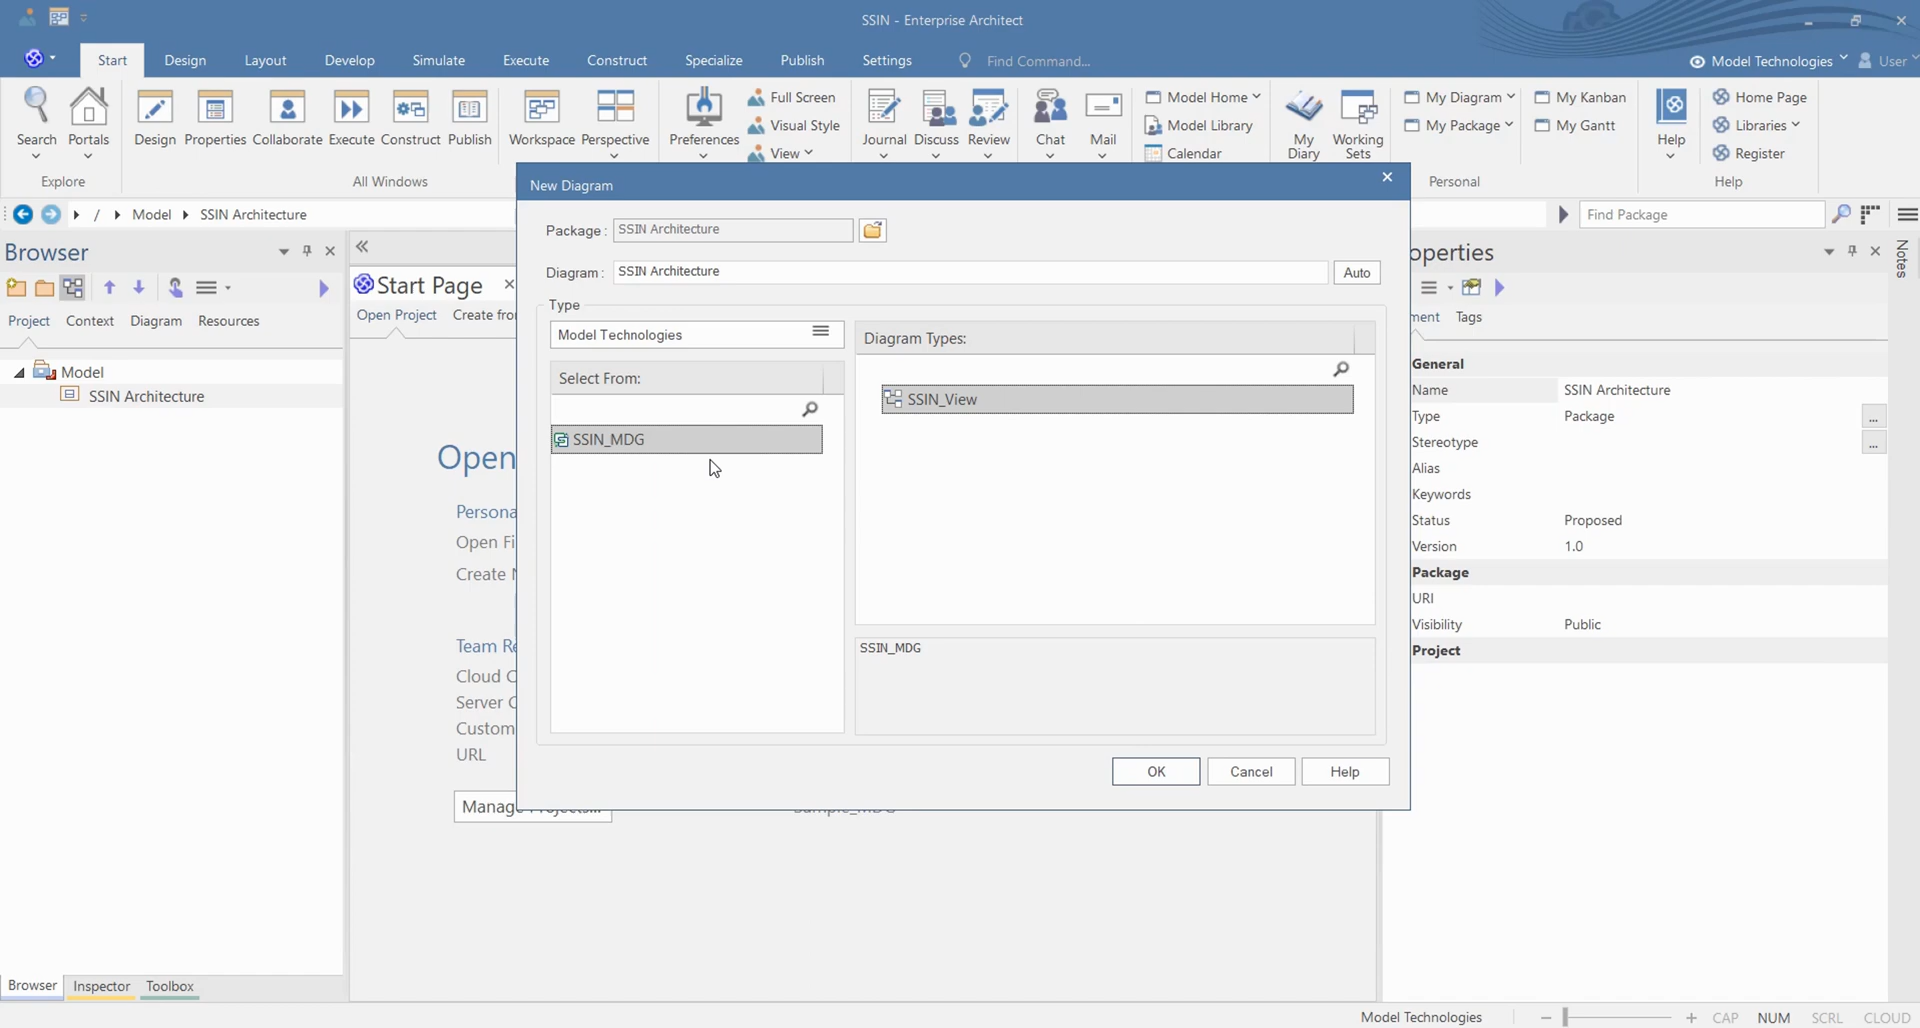 SSIN - Enterprise Architect
Start Design Layout Develop Simulate Execute Construct Specialize Publish Settings Find Command... Model Technologies User
Search Portals Design Properties Collaborate Execute Construct Publish Workspace Perspective Preferences Full Screen Visual Style View Journal Discuss Review Chat Mail Model Home Model Library Calendar My Diary Working Sets My Diagram My Package My Kanban My Gantt Help Home Page Libraries Register
Explore All Windows Personal Help
/ Model SSIN Architecture Find Package
Browser
Project Context Diagram Resources
Model
SSIN Architecture
Start Page
Open Project Create fro
Open
Persona
Open Fi
Create N
Team Re
Cloud C
Server C
Custom
URL
New Diagram
Package : SSIN Architecture
Diagram : SSIN Architecture Auto
Type
Model Technologies
Select From:
SSIN_MDG
Diagram Types:
SSIN_View
SSIN_MDG
OK Cancel Help
operties
Notes
ment Tags
General
Name SSIN Architecture
Type Package ...
Stereotype ...
Alias
Keywords
Status Proposed
Version 1.0
Package
URI
Visibility Public
Project
Browser Inspector Toolbox
Model Technologies CAP NUM SCRL CLOUD